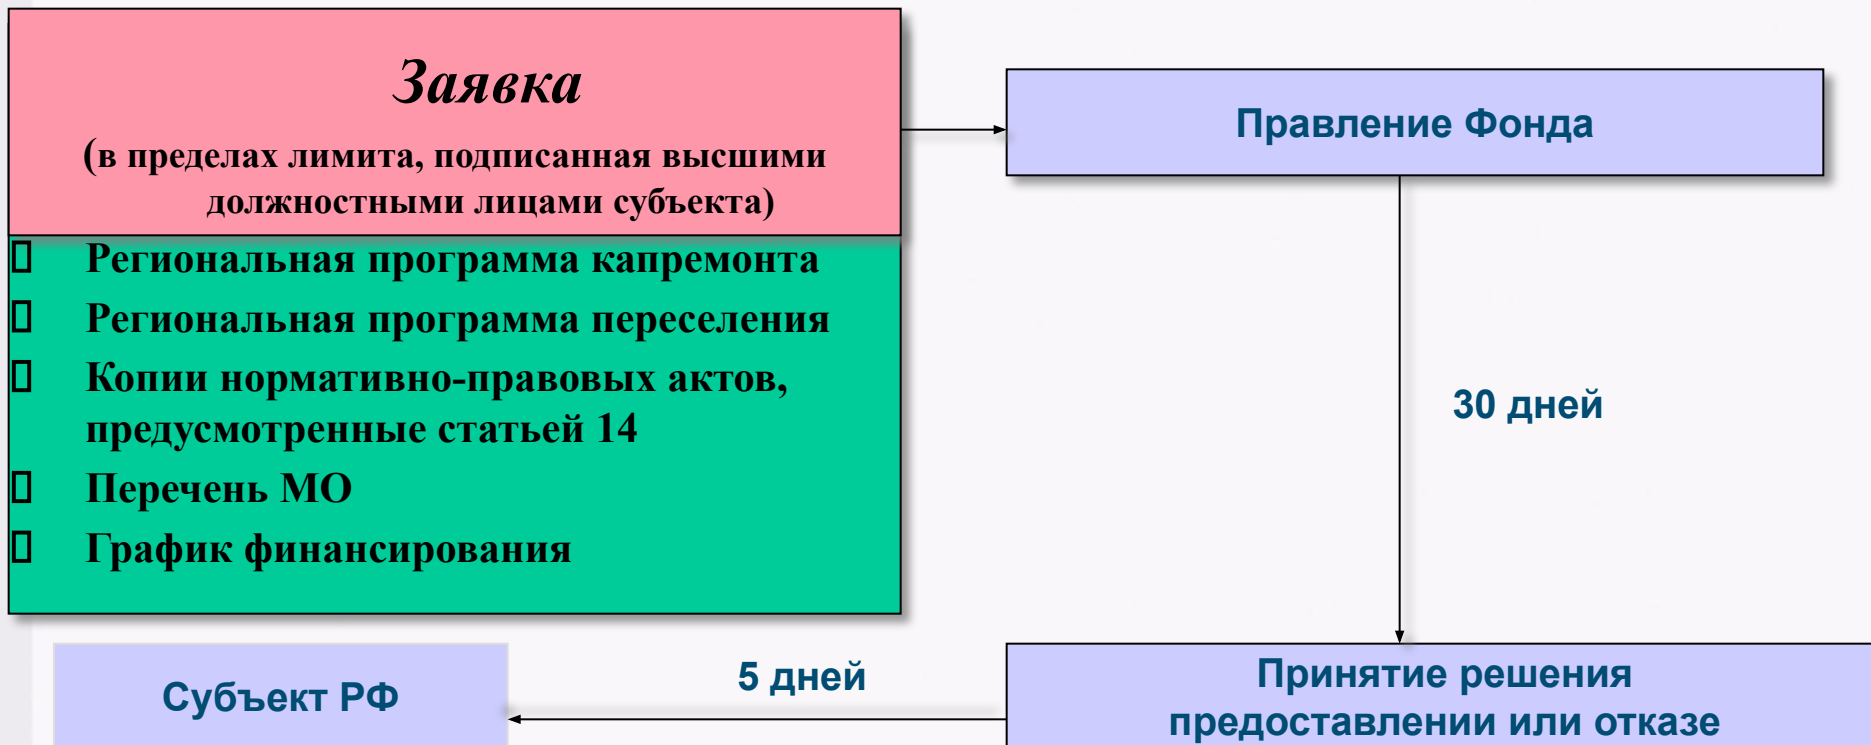 Заявка
(в пределах лимита, подписанная высшими
должностными лицами субъекта)
Региональная программа капремонта
Региональная программа переселения
Копии нормативно-правовых актов,
предусмотренные статьей 14
Перечень МО
График финансирования
Правление Фонда
30 дней
Принятие решения
предоставлении или отказе
5 дней
Субъект РФ